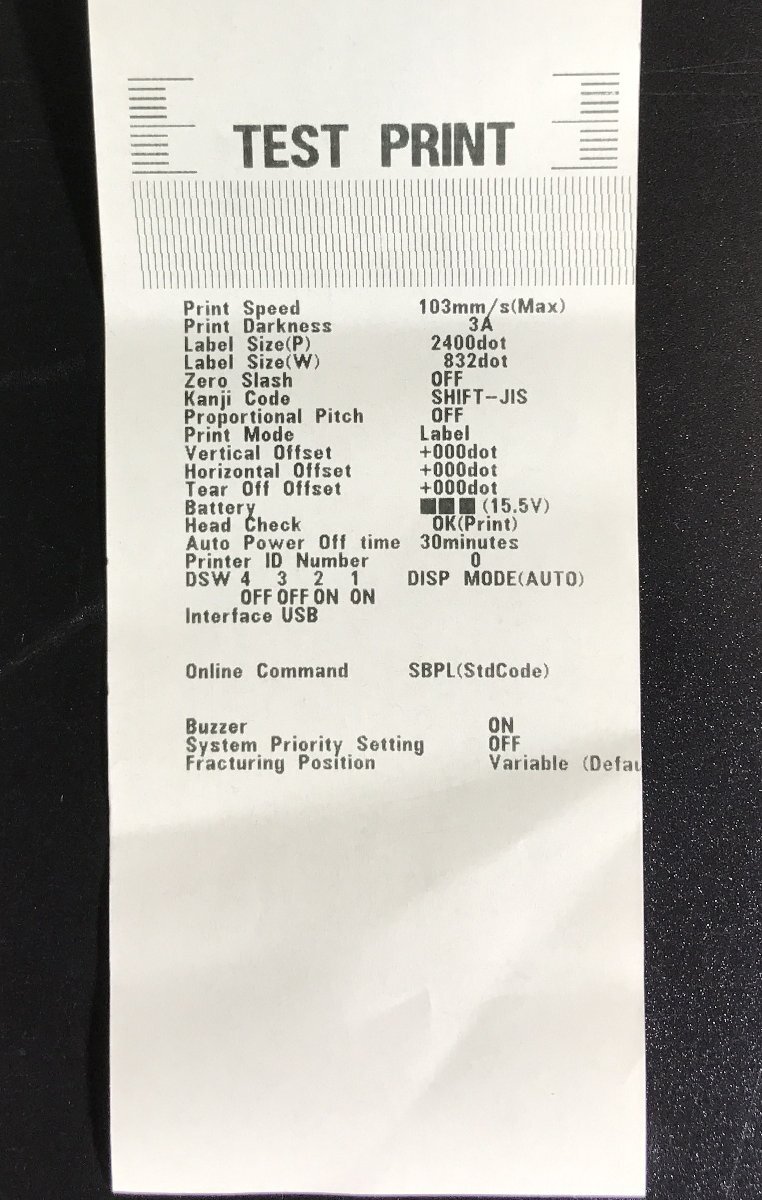 TEST PRINT
Print Speed 103mm/s(Max)
Print Darkness 3A
Label Size(P) 2400dot
Label Size(W) 832dot
Zero Slash OFF
Kanji Code SHIFT-JIS
Proportional Pitch OFF
Print Mode Label
Vertical Offset +000dot
Horizontal Offset +000dot
Tear Off Offset +000dot
Battery ■■■(15.5V)
Head Check OK(Print)
Auto Power Off time 30minutes
Printer ID Number 0
DSW 4 3 2 1 DISP MODE(AUTO)
OFF OFF ON ON
Interface USB
Online Command SBPL(StdCode)
Buzzer ON
System Priority Setting OFF
Fracturing Position Variable (Defau